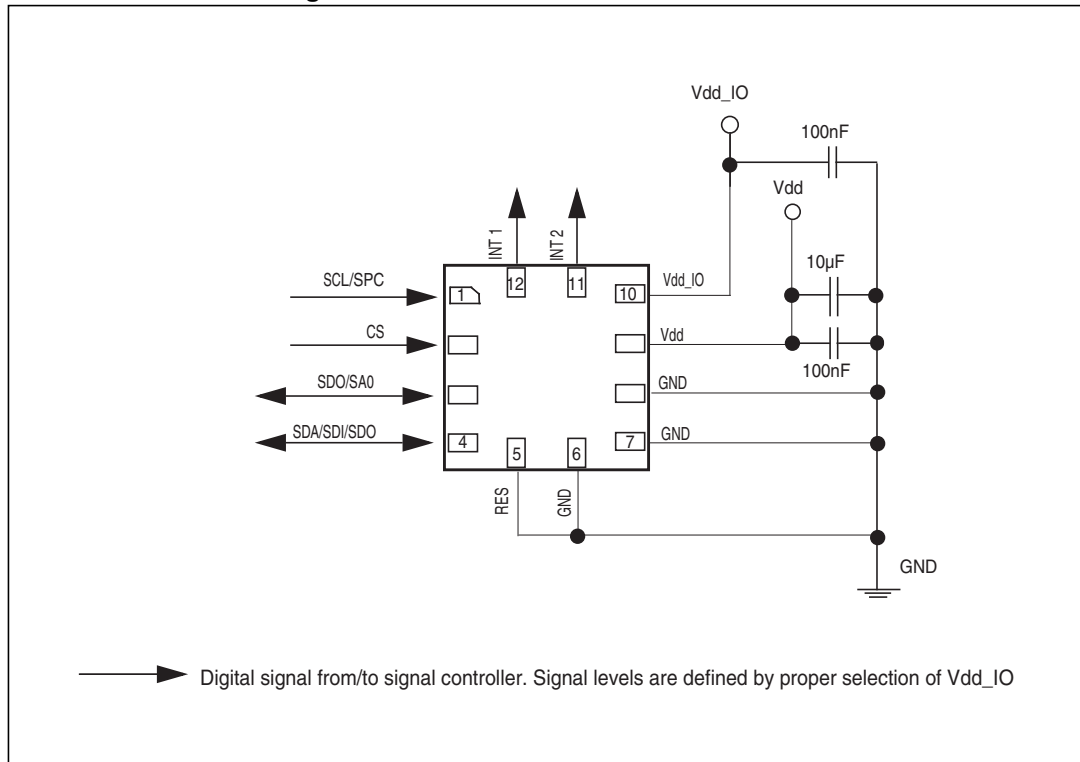 Vdd_IO
100nF
Vdd
INT 1
INT 2
10µF
SCL/SPC
1
12
11
10
Vdd_IO
CS
Vdd
100nF
SDO/SA0
GND
SDA/SDI/SDO
4
5
6
7
GND
RES
GND
GND
Digital signal from/to signal controller. Signal levels are defined by proper selection of Vdd_IO